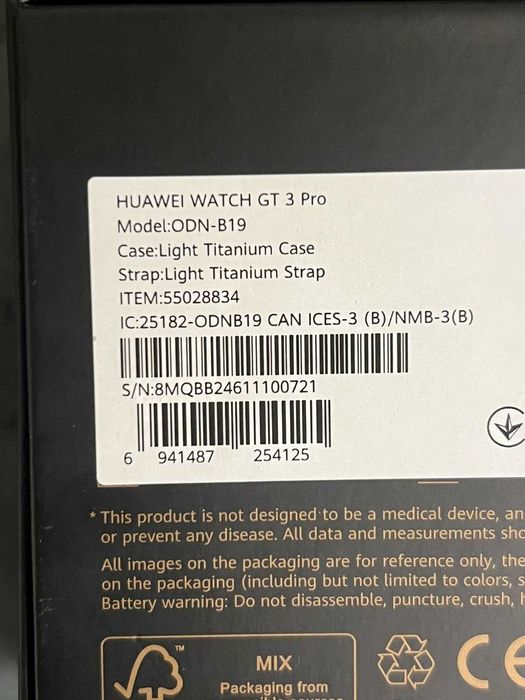 HUAWEI WATCH GT 3 Pro
Model:ODN-B19
Case:Light Titanium Case
Strap:Light Titanium Strap
ITEM:55028834
IC:25182-ODNB19 CAN ICES-3 (B)/NMB-3(B)
S/N:8MQBB24611100721
6 941487 254125
* This product is not designed to be a medical device, an
or prevent any disease. All data and measurements sho
All images on the packaging are for reference only, the
on the packaging (including but not limited to colors, s
Battery warning: Do not disassemble, puncture, crush, h
TM
MIX
Packaging from
CE